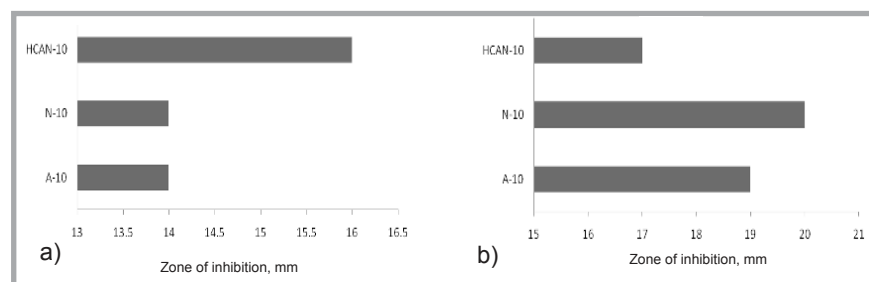 HCAN-10
N-10
A-10
13 13.5 14 14.5 15 15.5 16 16.5
a)
Zone of inhibition, mm
HCAN-10
N-10
A-10
15 16 17 18 19 20 21
b)
Zone of inhibition, mm